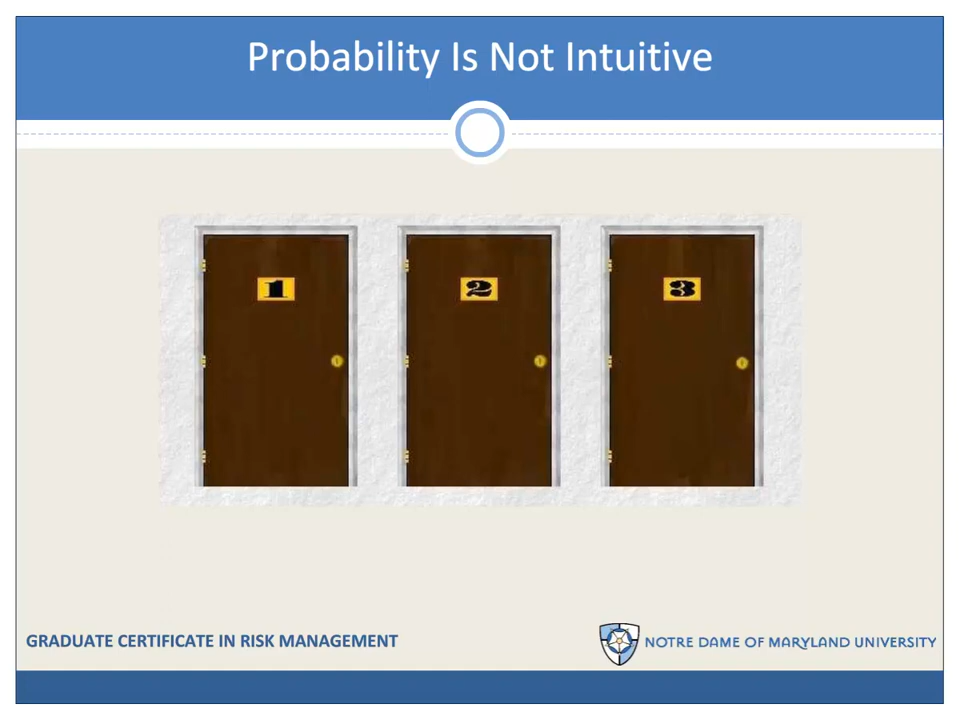 Probability Is Not Intuitive
1 2 3
GRADUATE CERTIFICATE IN RISK MANAGEMENT
NOTRE DAME OF MARYLAND UNIVERSITY